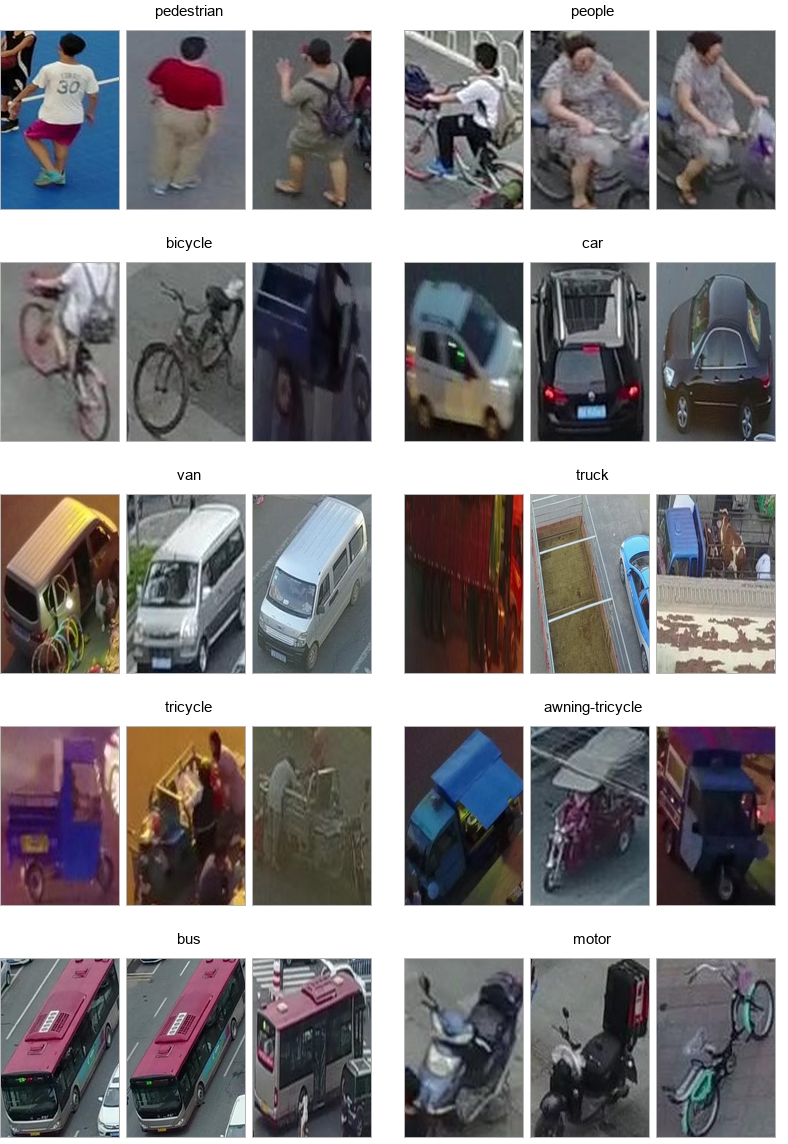 pedestrian
people
30
bicycle
car
van
truck
tricycle
awning-tricycle
bus
motor